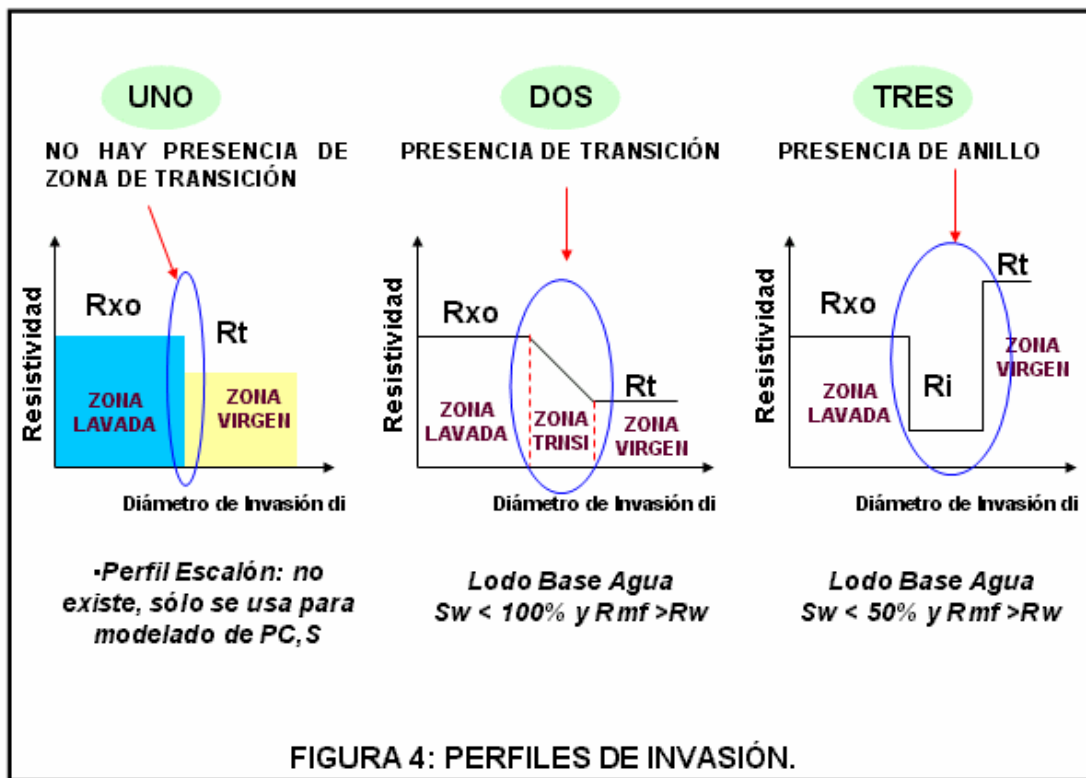 UNO
NO HAY PRESENCIA DE
ZONA DE TRANSICIÓN
Resistividad
Rxo
Rt
ZONA
LAVADA
ZONA
VIRGEN
Diámetro de Invasión di
▪Perfil Escalón: no
existe, sólo se usa para
modelado de PC,S
DOS
PRESENCIA DE TRANSICIÓN
Resistividad
Rxo
Rt
ZONA
LAVADA
ZONA
TRNSI
ZONA
VIRGEN
Diámetro de Invasión di
Lodo Base Agua
Sw < 100% y Rmf >Rw
TRES
PRESENCIA DE ANILLO
Resistividad
Rxo
Rt
Ri
ZONA
LAVADA
ZONA
VIRGEN
Diámetro de Invasión di
Lodo Base Agua
Sw < 50% y Rmf >Rw
FIGURA 4: PERFILES DE INVASIÓN.